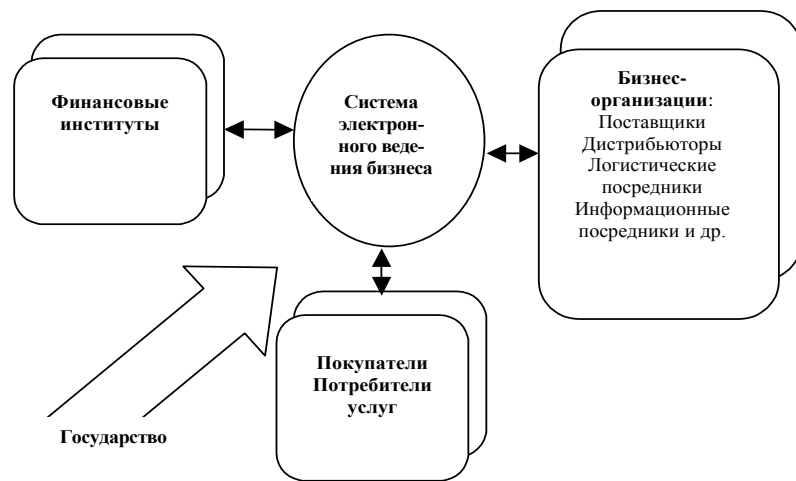 Финансовые
институты
Система
электрон-
ного веде-
ния бизнеса
Бизнес-
организации:
Поставщики
Дистрибьюторы
Логистические
посредники
Информационные
посредники и др.
Покупатели
Потребители
услуг
Государство